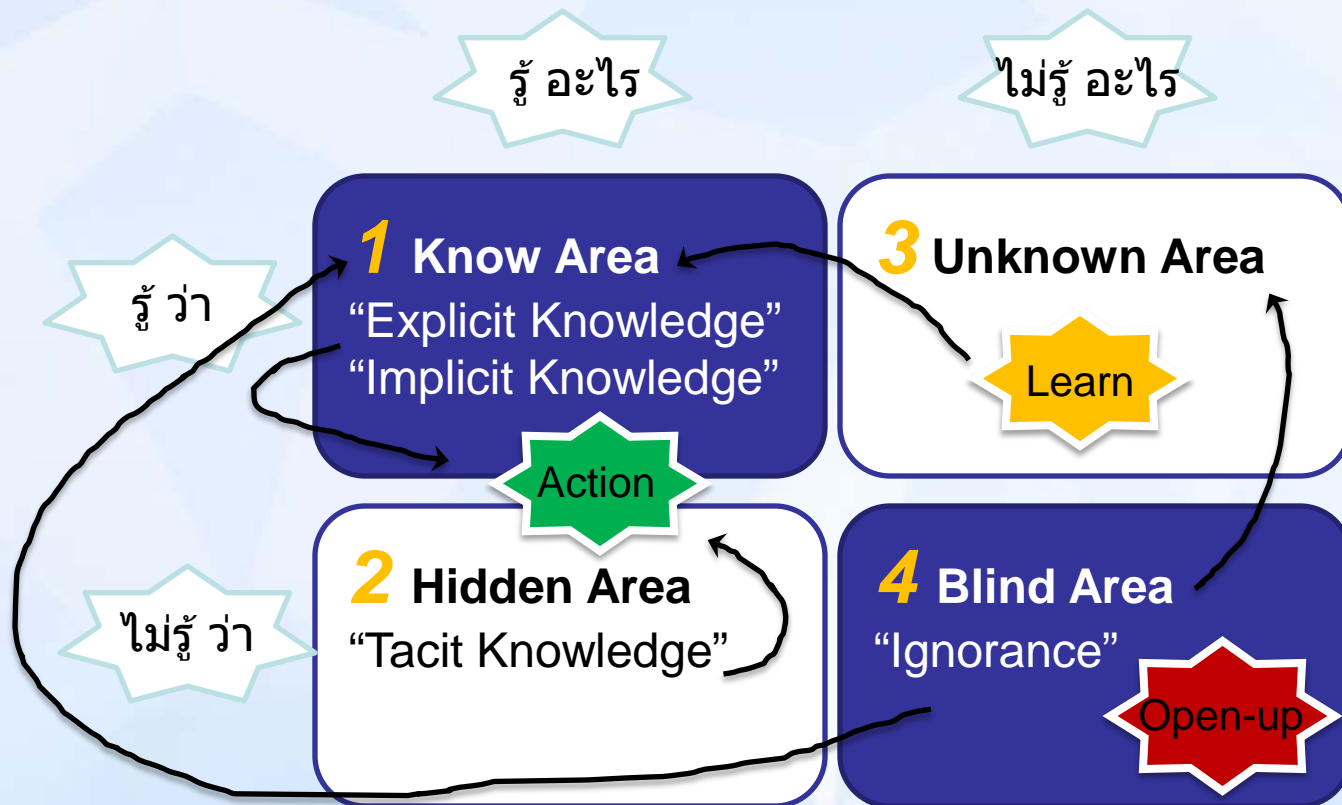 รู้ อะไร
ไม่รู้ อะไร
รู้ ว่า
1 Know Area
“Explicit Knowledge”
“Implicit Knowledge”
3 Unknown Area
Learn
Action
ไม่รู้ ว่า
2 Hidden Area
“Tacit Knowledge”
4 Blind Area
“Ignorance”
Open-up